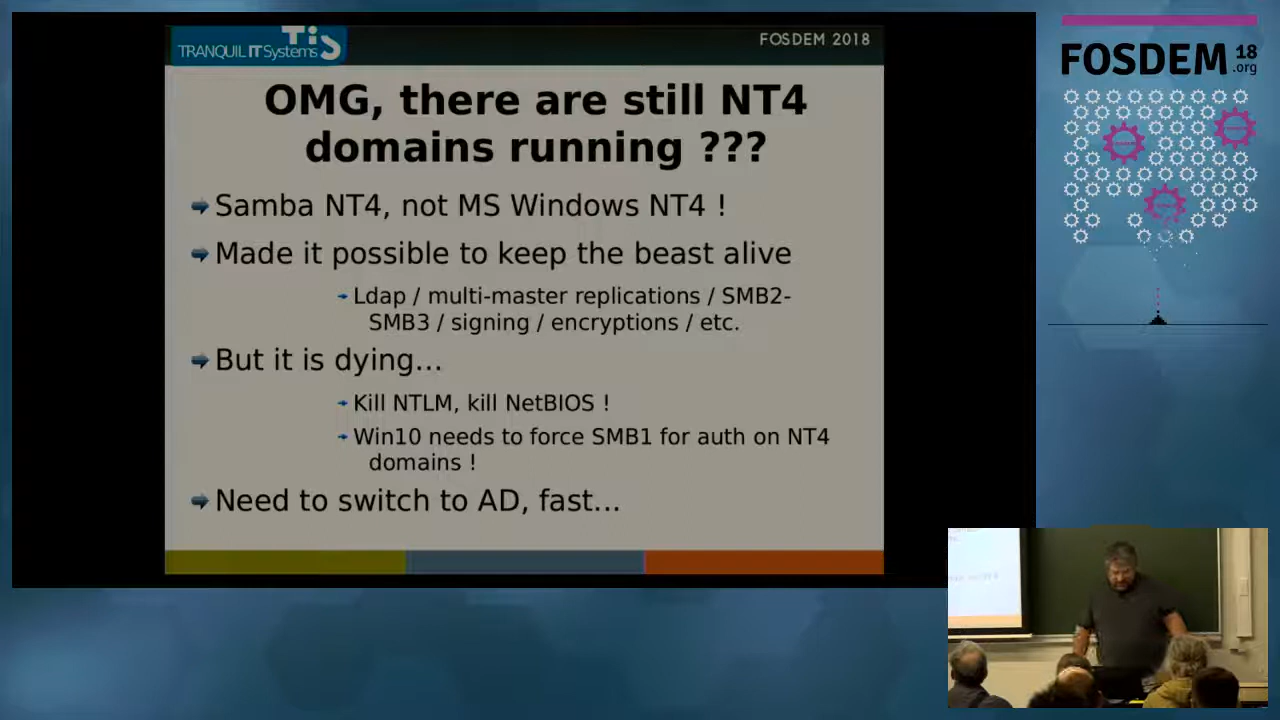 TRANQUIL IT Systems TiS
FOSDEM 2018
OMG, there are still NT4
domains running ???
Samba NT4, not MS Windows NT4 !
Made it possible to keep the beast alive
Ldap / multi-master replications / SMB2-
SMB3 / signing / encryptions / etc.
But it is dying...
Kill NTLM, kill NetBIOS !
Win10 needs to force SMB1 for auth on NT4
domains !
Need to switch to AD, fast...
FOSDEM 18
.org